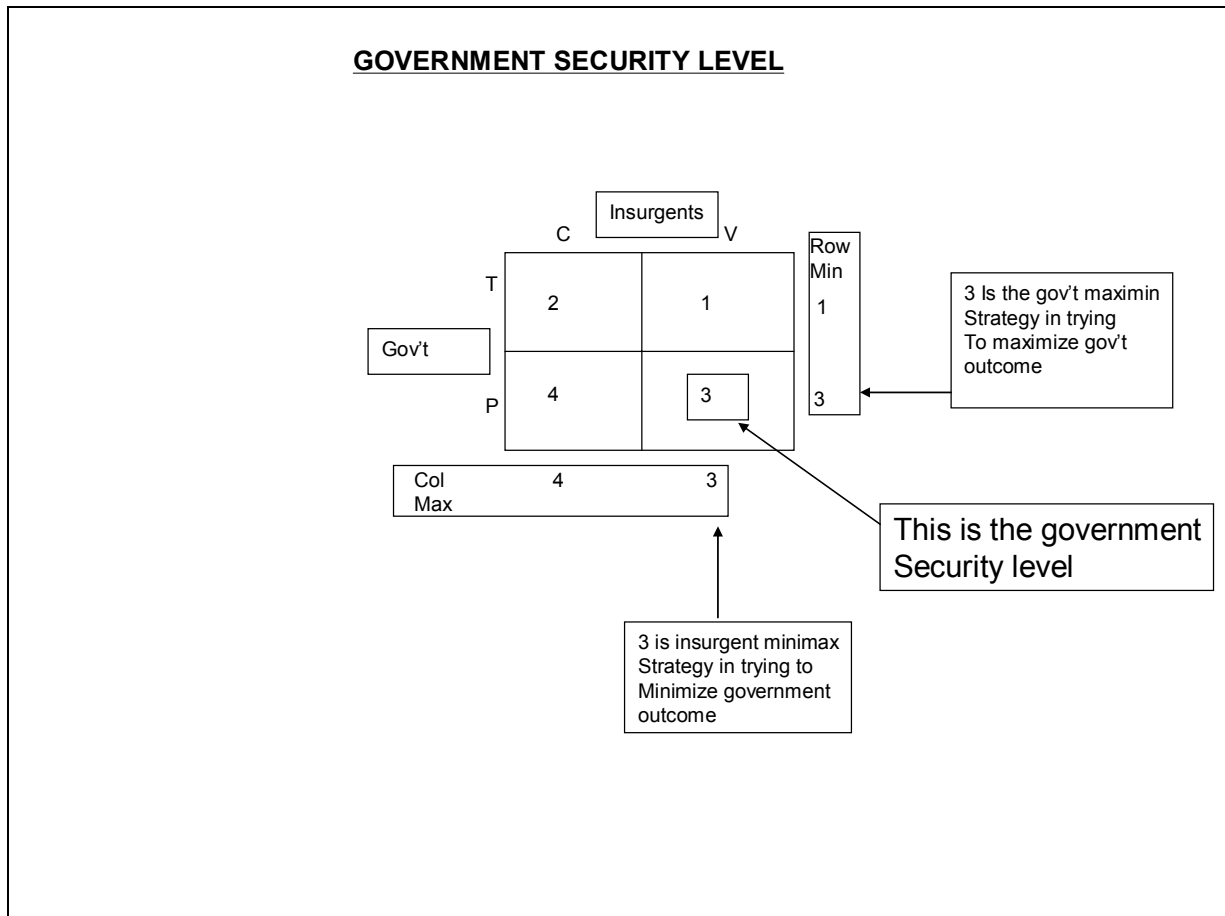 GOVERNMENT SECURITY LEVEL
Insurgents
C V
Row
Min
T 2 1 1
Gov't
P 4 3 3
3 Is the gov't maximin
Strategy in trying
To maximize gov't
outcome
Col 4 3
Max
This is the government
Security level
3 is insurgent minimax
Strategy in trying to
Minimize government
outcome